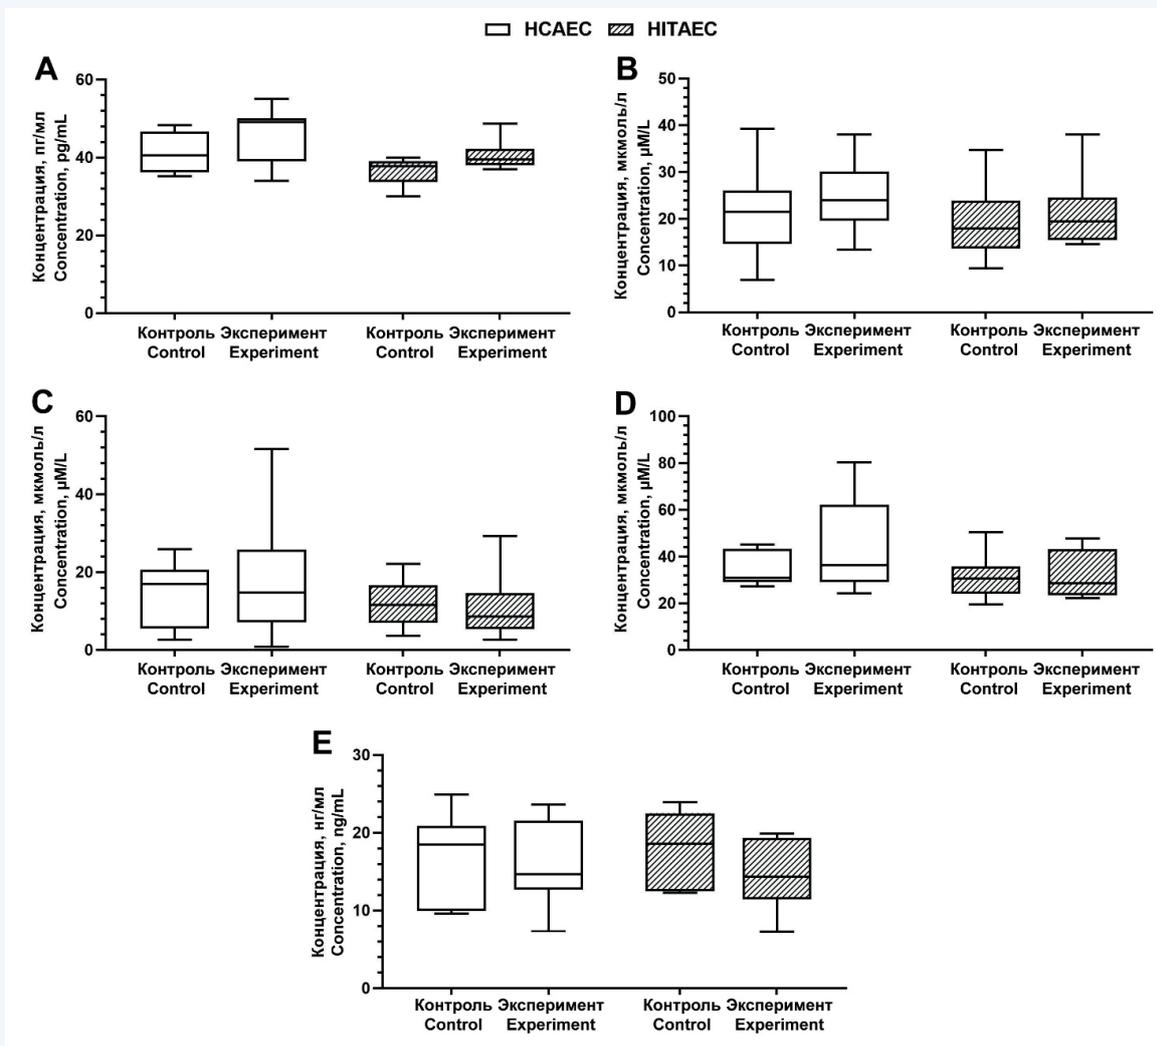 HCAEC HITAEC
A
Концентрация, пг/мл
Concentration, pg/mL
60
40
20
0
Контроль Эксперимент Контроль Эксперимент
Control Experiment Control Experiment
B
Концентрация, мкмоль/л
Concentration, µM/L
50
40
30
20
10
0
Контроль Эксперимент Контроль Эксперимент
Control Experiment Control Experiment
C
Концентрация, мкмоль/л
Concentration, µM/L
60
40
20
0
Контроль Эксперимент Контроль Эксперимент
Control Experiment Control Experiment
D
Концентрация, мкмоль/л
Concentration, µM/L
100
80
60
40
20
0
Контроль Эксперимент Контроль Эксперимент
Control Experiment Control Experiment
E
Концентрация, нг/мл
Concentration, ng/mL
30
20
10
0
Контроль Эксперимент Контроль Эксперимент
Control Experiment Control Experiment